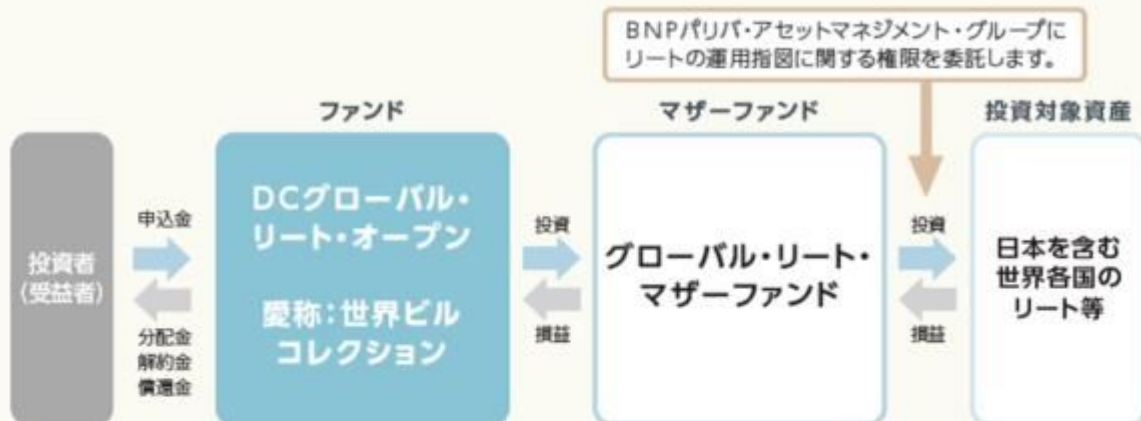 BNPパリバ・アセットマネジメント・グループに
リートの運用指図に関する権限を委託します。
ファンド
マザーファンド
投資対象資産
投資者
(受益者)
申込金
分配金
解約金
償還金
DCグローバル・
リート・オープン
愛称:世界ビル
コレクション
投資
損益
グローバル・リート・
マザーファンド
投資
損益
日本を含む
世界各国の
リート等